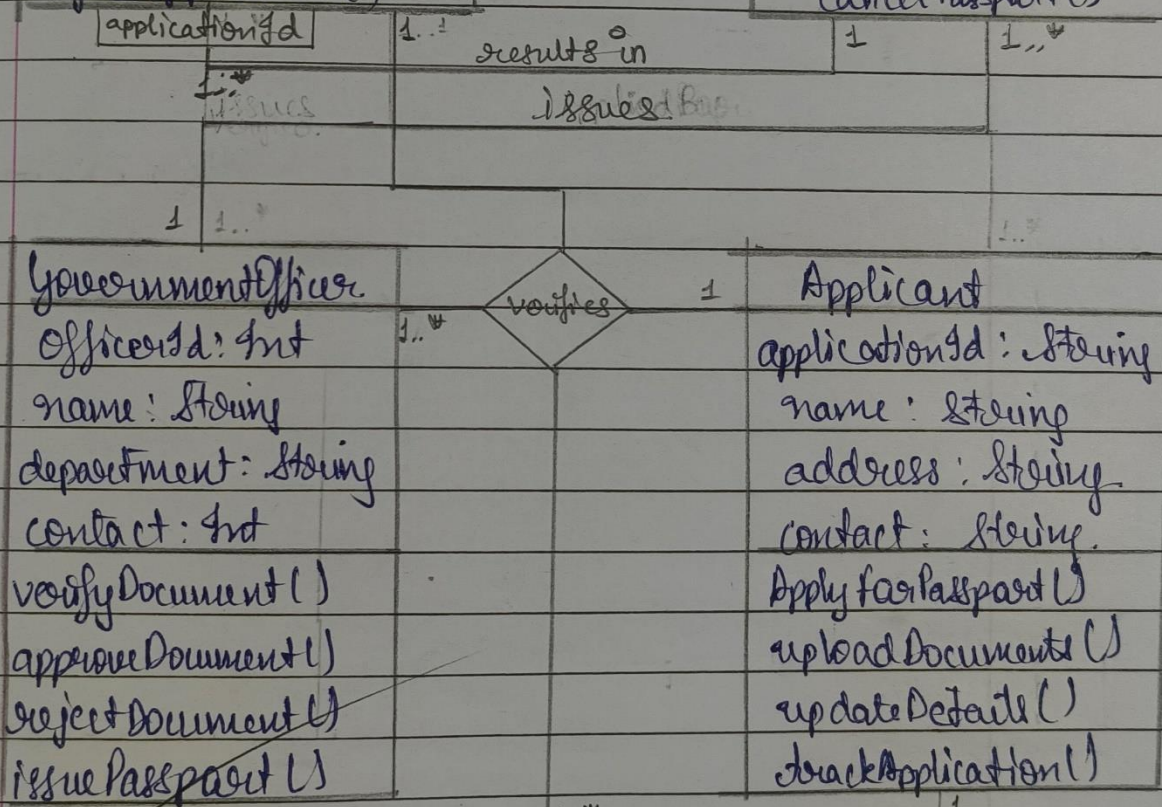 applicationId
1..
1
1..*
results in
1..*
issues
issues
1
1..*
1..
GovernmentOfficer
verifies
1
Applicant
OfficerId: Int
1..*
applicationId: String
name: String
name: String
department: String
address: String
contact: Int
contact: String.
verifyDocument()
ApplyforPassport()
approveDocument()
uploadDocuments()
rejectDocument()
updateDetails()
issuePassport()
trackApplication()
1